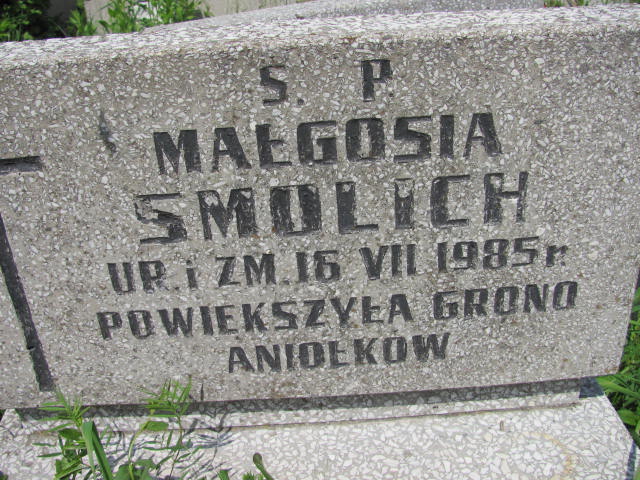 S. P.
MAŁGOSIA
SMOLICH
UR. i ZM. 16 VII 1985 r.
POWIEKSZYŁA GRONO
ANIOŁKOW